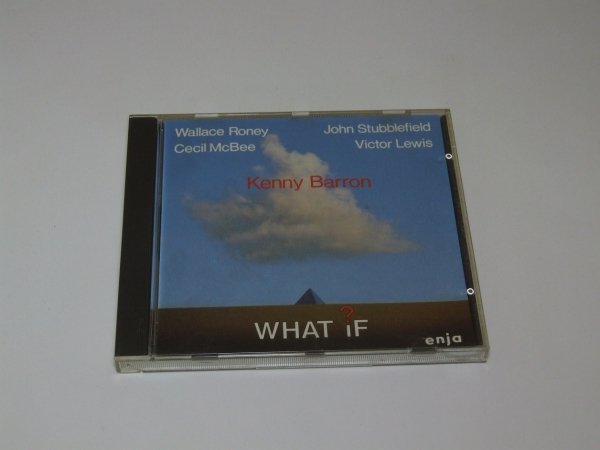 Wallace Roney John Stubblefield
Cecil McBee Victor Lewis
Kenny Barron
?
WHAT iF
enja